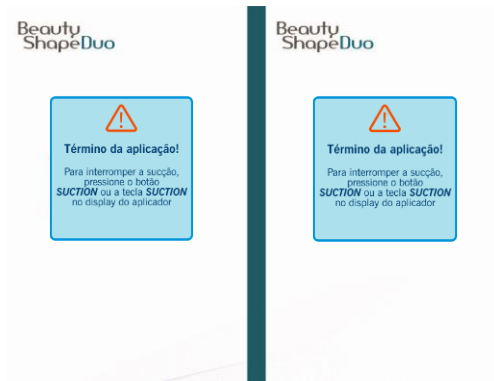 Beauty
ShapeDuo
Término da aplicação!
Para interromper a sucção,
pressione o botão
SUCTION ou a tecla SUCTION
no display do aplicador
Beauty
ShapeDuo
Término da aplicação!
Para interromper a sucção,
pressione o botão
SUCTION ou a tecla SUCTION
no display do aplicador